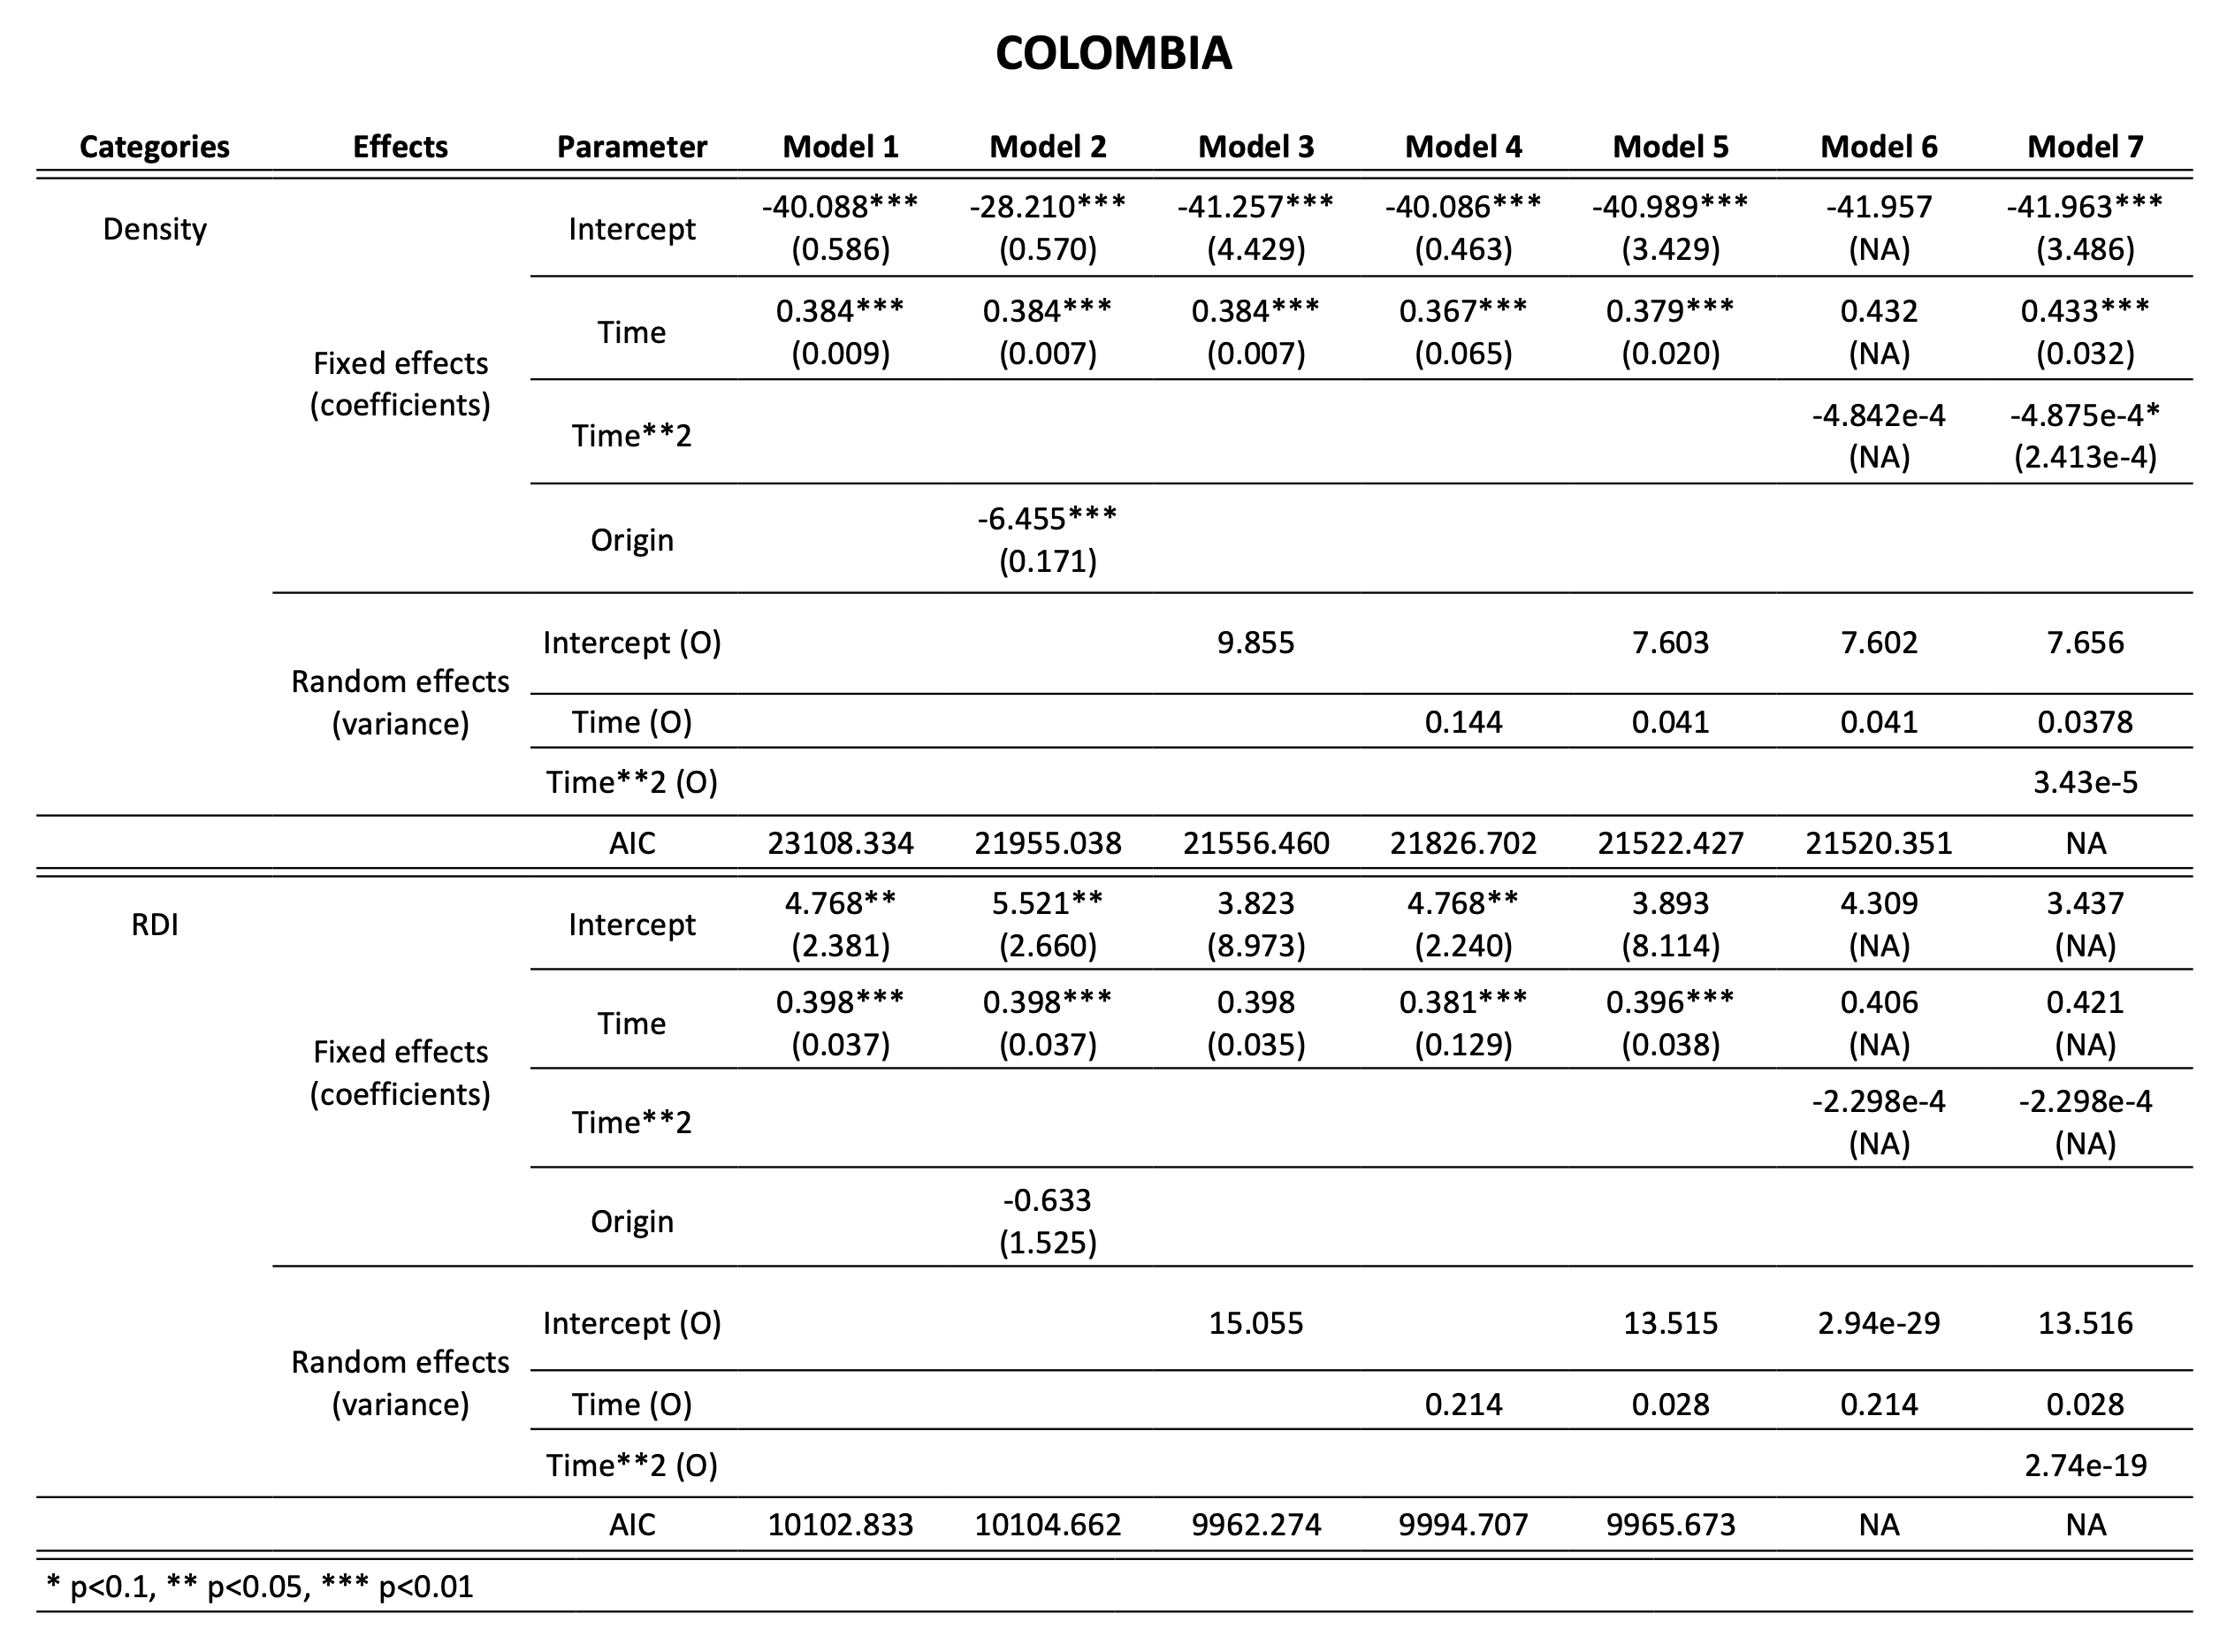 COLOMBIA
Categories Effects Parameter Model 1 Model 2 Model 3 Model 4 Model 5 Model 6 Model 7
Density Fixed effects (coefficients) Intercept -40.088*** -28.210*** -41.257*** -40.086*** -40.989*** -41.957 -41.963***
(0.586) (0.570) (4.429) (0.463) (3.429) (NA) (3.486)
Time 0.384*** 0.384*** 0.384*** 0.367*** 0.379*** 0.432 0.433***
(0.009) (0.007) (0.007) (0.065) (0.020) (NA) (0.032)
Time**2 -4.842e-4 -4.875e-4*
(NA) (2.413e-4)
Origin -6.455***
(0.171)
Random effects (variance) Intercept (O) 9.855 7.603 7.602 7.656
Time (O) 0.144 0.041 0.041 0.0378
Time**2 (O) 3.43e-5
AIC 23108.334 21955.038 21556.460 21826.702 21522.427 21520.351 NA
RDI Fixed effects (coefficients) Intercept 4.768** 5.521** 3.823 4.768** 3.893 4.309 3.437
(2.381) (2.660) (8.973) (2.240) (8.114) (NA) (NA)
Time 0.398*** 0.398*** 0.398 0.381*** 0.396*** 0.406 0.421
(0.037) (0.037) (0.035) (0.129) (0.038) (NA) (NA)
Time**2 -2.298e-4 -2.298e-4
(NA) (NA)
Origin -0.633
(1.525)
Random effects (variance) Intercept (O) 15.055 13.515 2.94e-29 13.516
Time (O) 0.214 0.028 0.214 0.028
Time**2 (O) 2.74e-19
AIC 10102.833 10104.662 9962.274 9994.707 9965.673 NA NA
* p<0.1, ** p<0.05, *** p<0.01